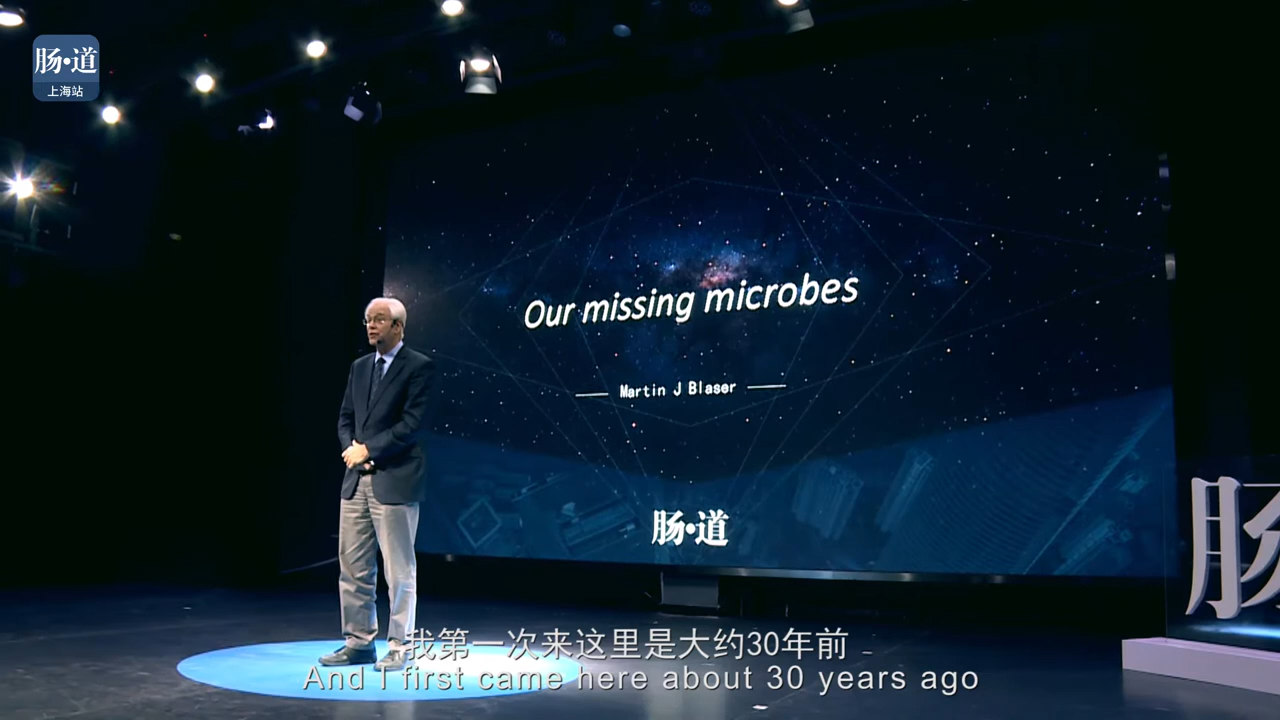 肠·道
上海站
Our missing microbes
Martin J Blaser
肠·道
肠
我第一次来这里是大约30年前
And I first came here about 30 years ago